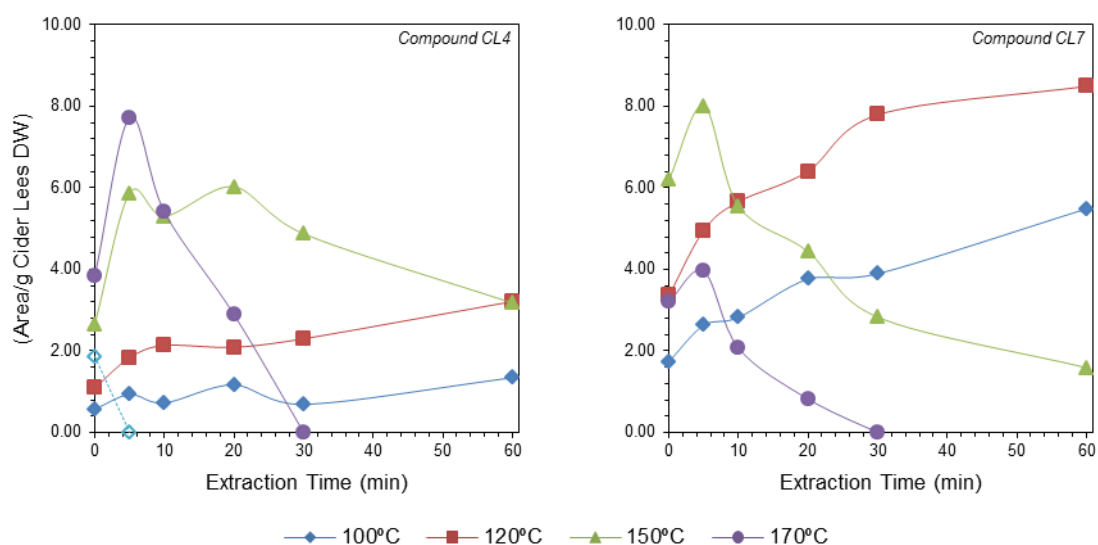 Compound CL4
(Area/g Cider Lees DW)
10.00
8.00
6.00
4.00
2.00
0.00
0 10 20 30 40 50 60
Extraction Time (min)
Compound CL7
10.00
8.00
6.00
4.00
2.00
0.00
0 10 20 30 40 50 60
Extraction Time (min)
100ºC 120ºC 150ºC 170ºC